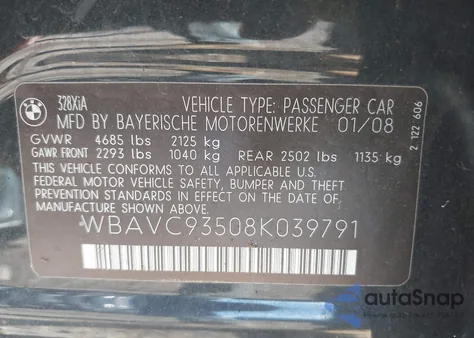 BMW
328XiA
VEHICLE TYPE: PASSENGER CAR
MFD BY BAYERISCHE MOTORENWERKE 01/08
GVWR 4685 lbs 2125 kg
GAWR FRONT 2293 lbs 1040 kg REAR 2502 lbs 1135 kg
THIS VEHICLE CONFORMS TO ALL APPLICABLE
FEDERAL MOTOR VEHICLE SAFETY, BUMPER, AND THEFT
PREVENTION STANDARDS IN EFFECT ON THE DATE OF
MANUFACTURE SHOWN ABOVE.
WBAVC93508K039791
2 122 606
autoSnap